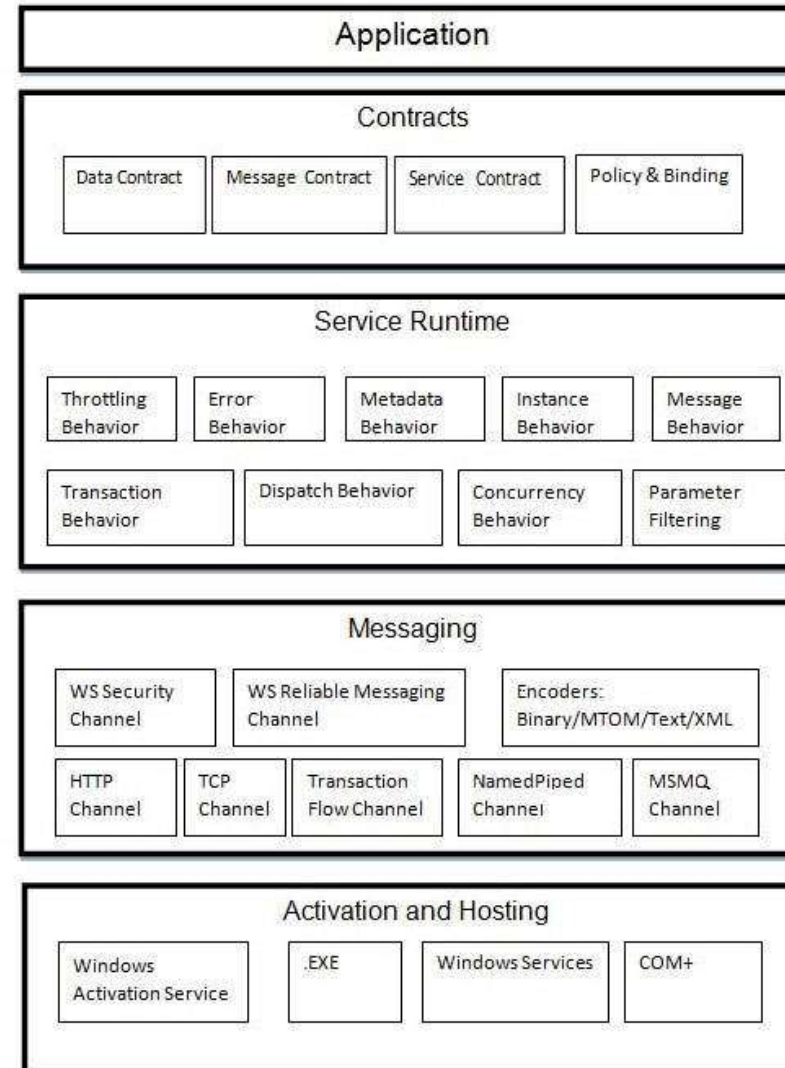 Application
Contracts
Data Contract
Message Contract
Service Contract
Policy & Binding
Service Runtime
Throttling
Behavior
Error
Behavior
Metadata
Behavior
Instance
Behavior
Message
Behavior
Transaction
Behavior
Dispatch Behavior
Concurrency
Behavior
Parameter
Filtering
Messaging
WS Security
Channel
WS Reliable Messaging
Channel
Encoders:
Binary/MTOM/Text/XML
HTTP
Channel
TCP
Channel
Transaction
Flow Channel
NamedPiped
Channel
MSMQ
Channel
Activation and Hosting
Windows
Activation Service
.EXE
Windows Services
COM+